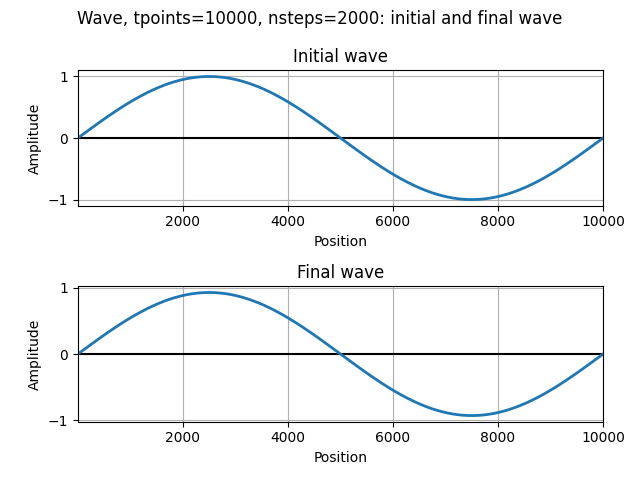 Wave, tpoints=10000, nsteps=2000: initial and final wave
Initial wave
1
0
−1
Amplitude
2000 4000 6000 8000 10000
Position
Final wave
1
0
−1
Amplitude
2000 4000 6000 8000 10000
Position